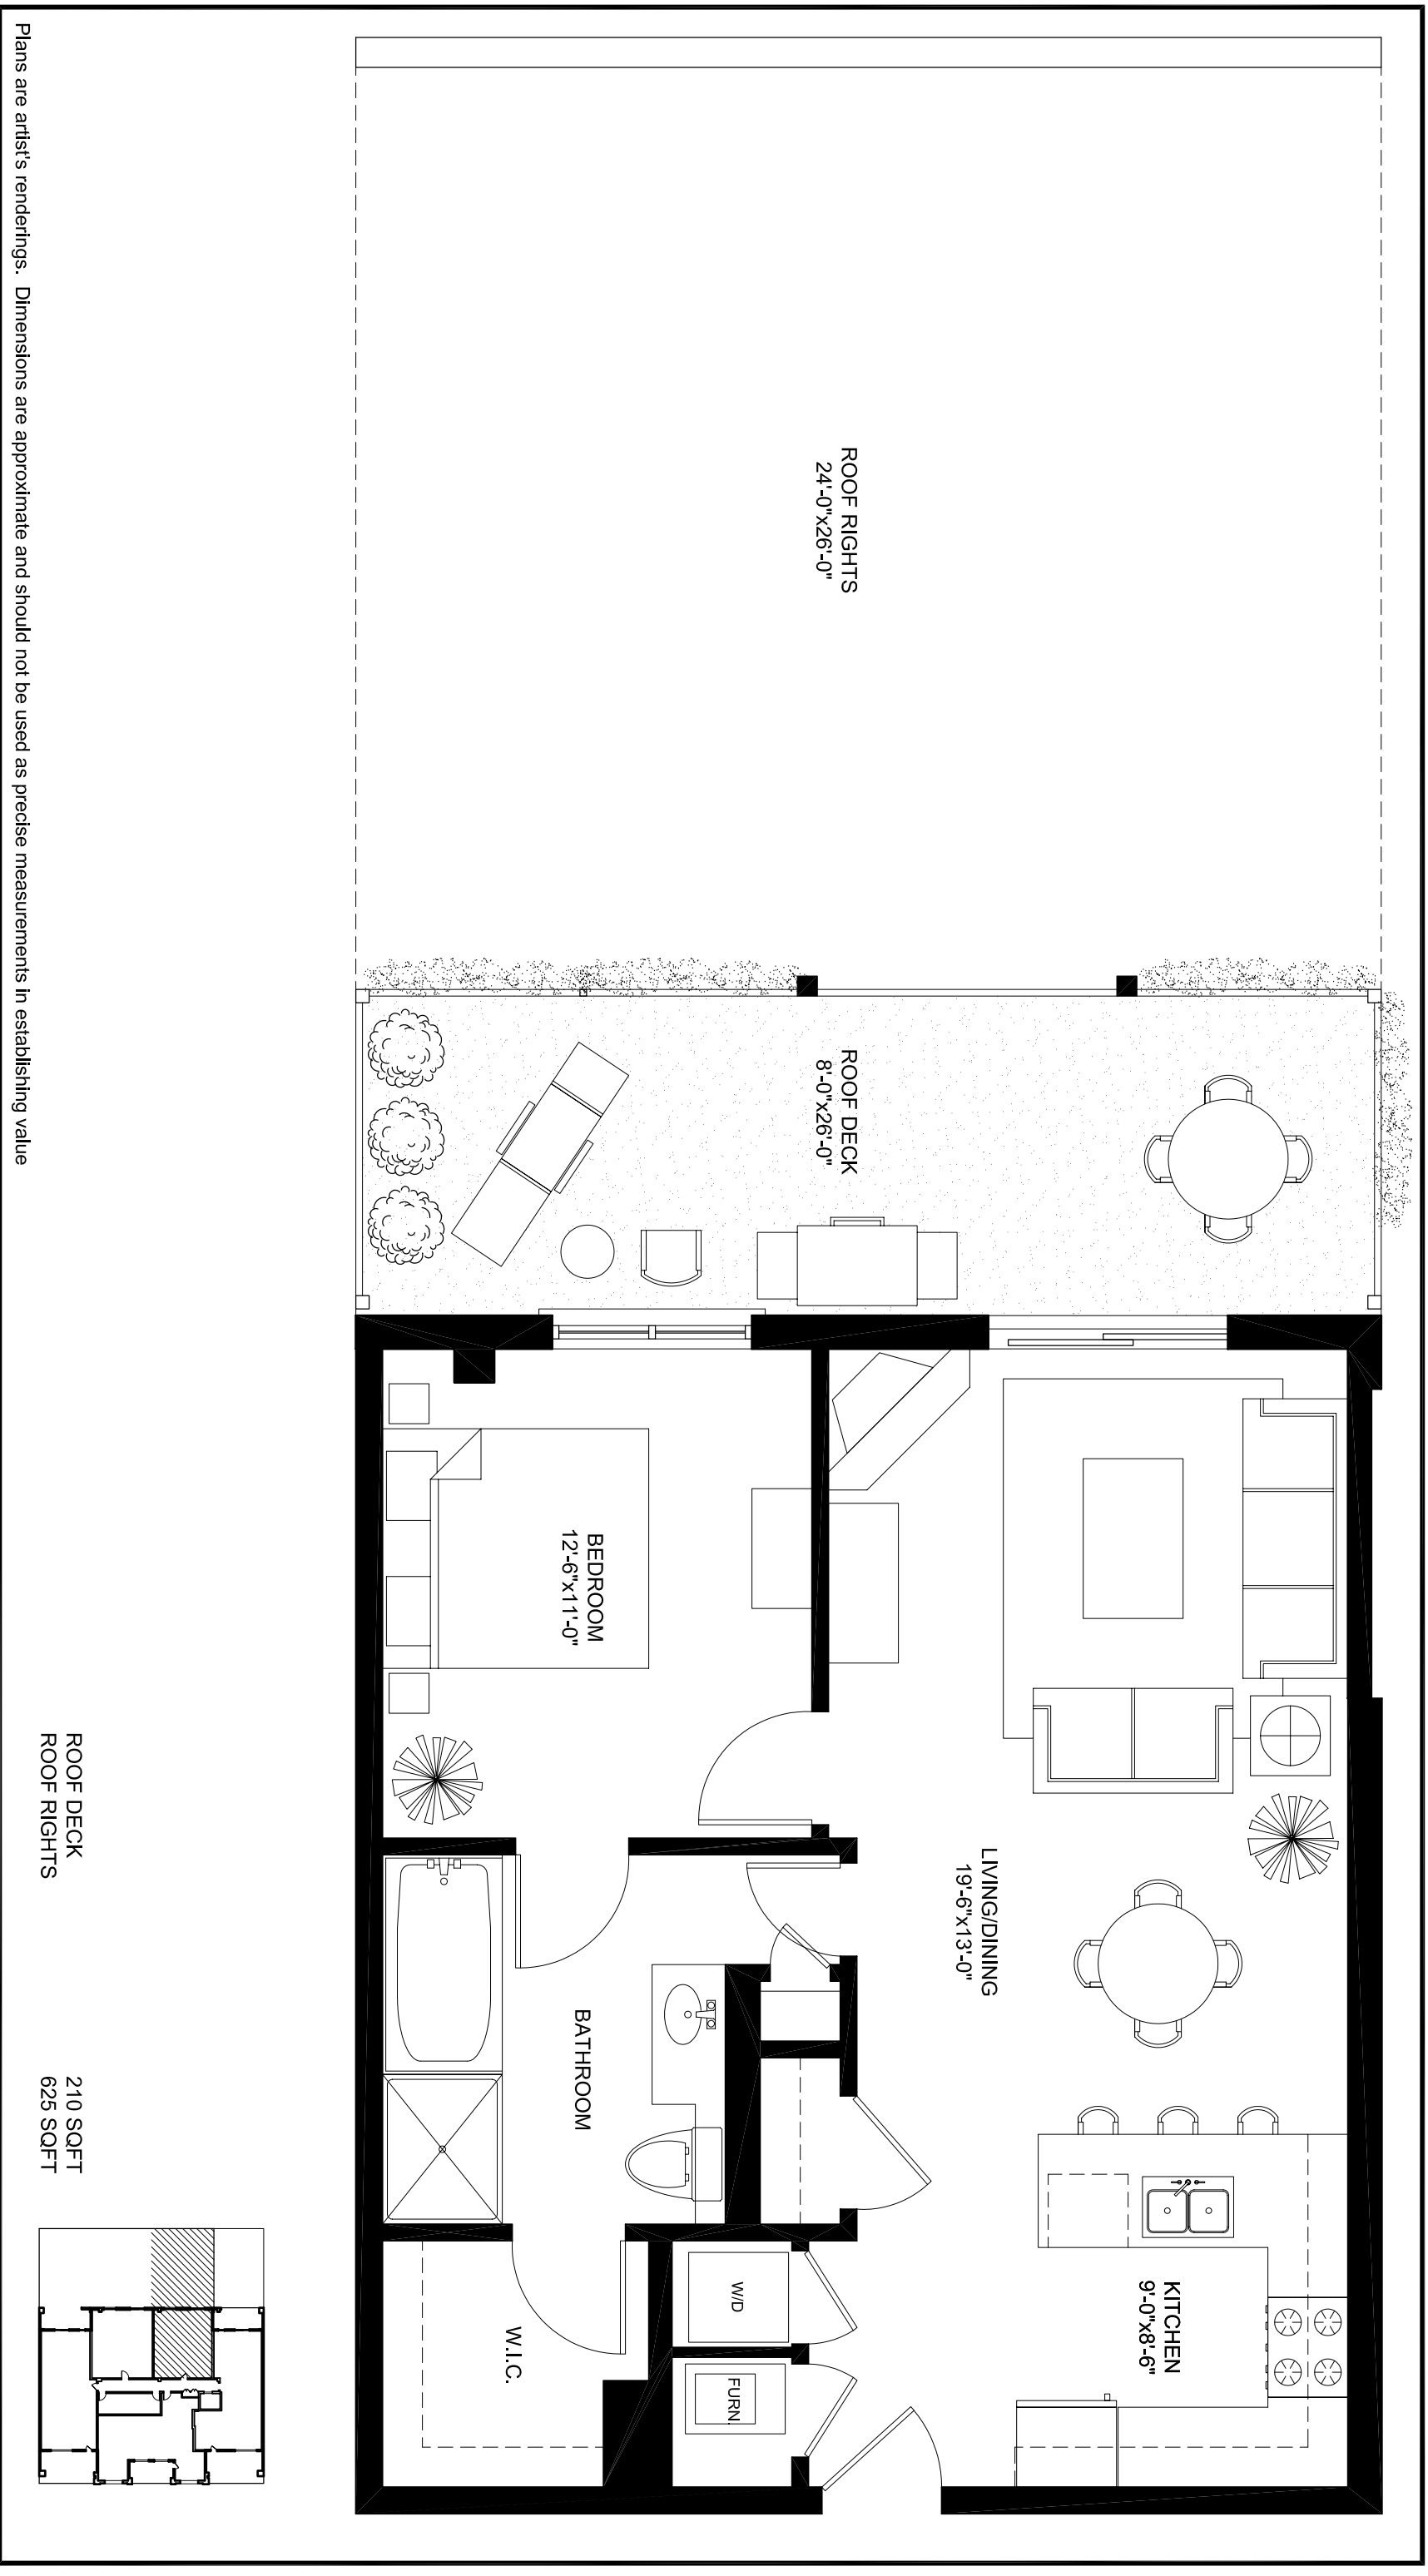 ROOF RIGHTS
24'-0"x26'-0"
ROOF DECK
8'-0"x26'-0"
LIVING/DINING
19'-6"x13'-0"
KITCHEN
9'-0"x8'-6"
BEDROOM
12'-6"x11'-0"
BATHROOM
W/D
FURN.
W.I.C.
ROOF DECK 210 SQFT
ROOF RIGHTS 625 SQFT
Plans are artist's renderings. Dimensions are approximate and should not be used as precise measurements in establishing value